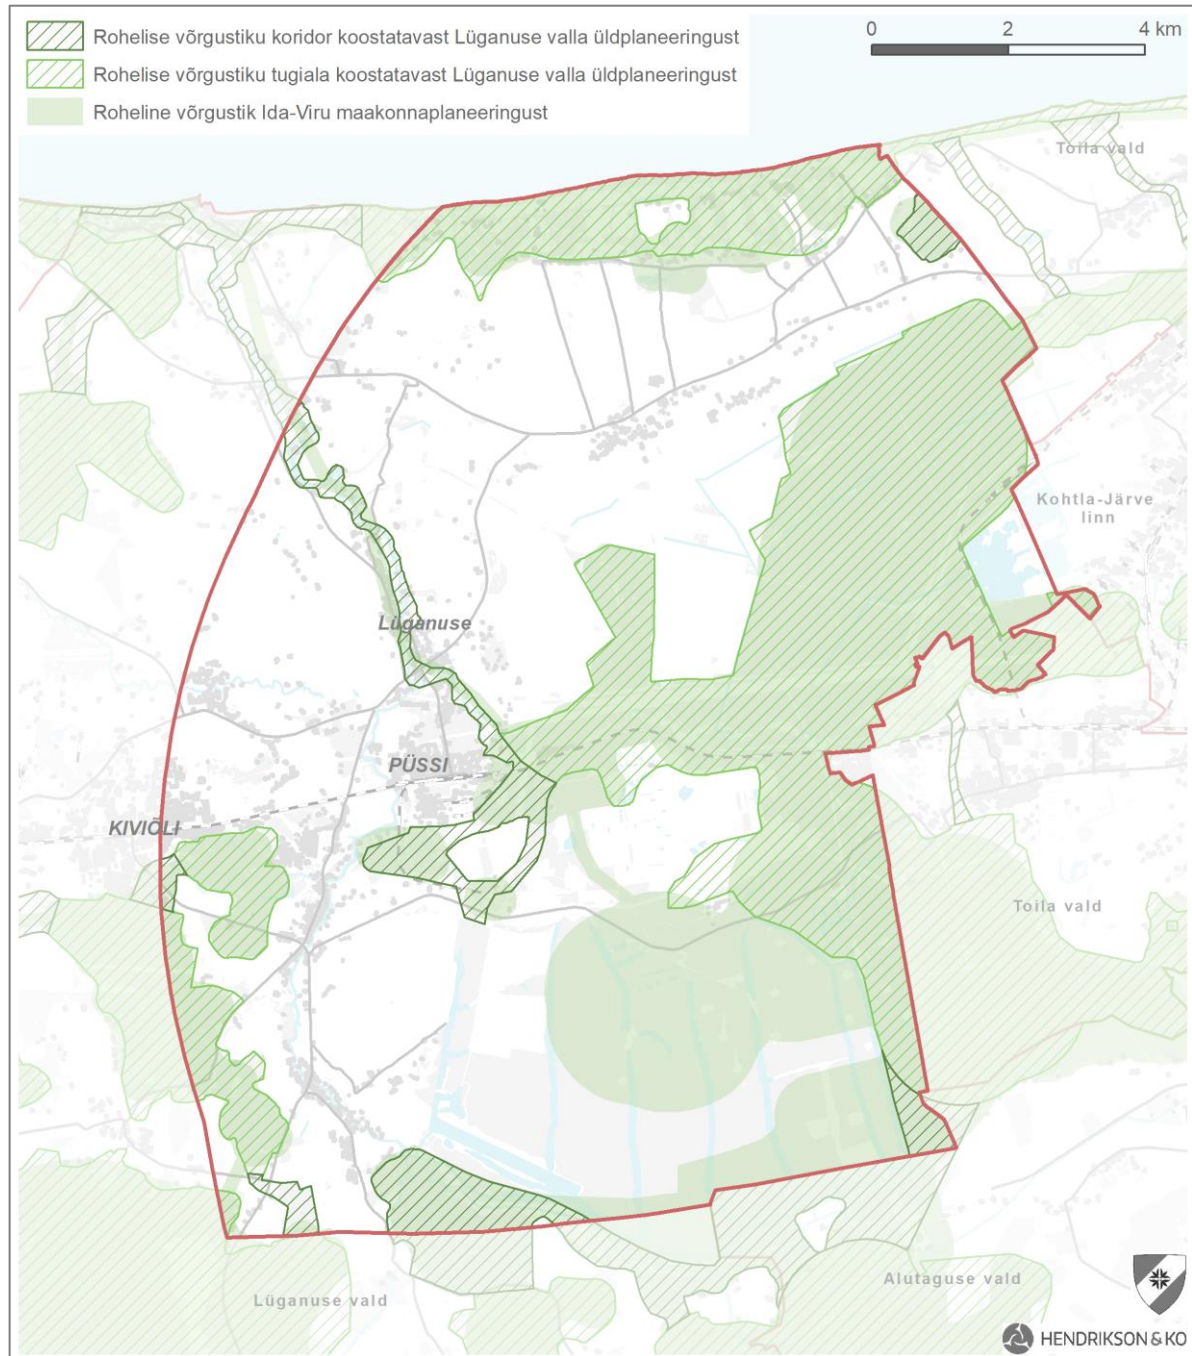 Rohelise võrgustiku koridor koostatavast Lüganuse valla üldplaneeringust
Rohelise võrgustiku tugiala koostatavast Lüganuse valla üldplaneeringust
Roheline võrgustik Ida-Viru maakonnaplaneeringust
0 2 4 km
Toila vald
Kohtla-Järve
linn
Lüganuse
PÜSSI
KIVIÕLI
Toila vald
Alutaguse vald
Lüganuse vald
HENDRIKSON & KO